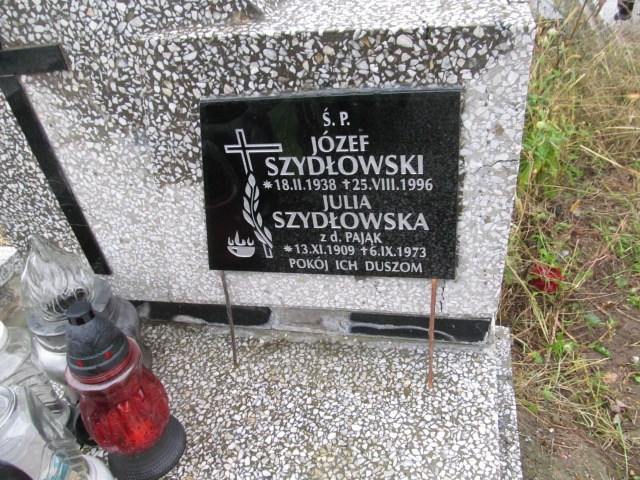 Ś. P.
JÓZEF
SZYDŁOWSKI
*18.II.1938 †25.VIII.1996
JULIA
SZYDŁOWSKA
z d. PAJĄK
*13.XI.1909 †6.IX.1973
POKÓJ ICH DUSZOM